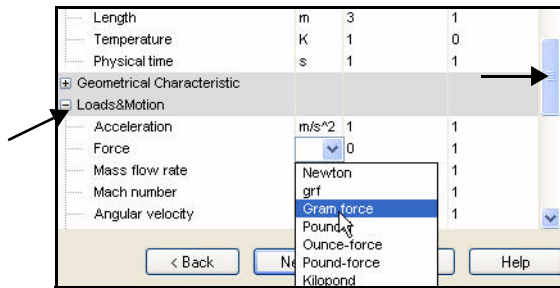 Length m 3 1
Temperature K 1 0
Physical time s 1 1
Geometrical Characteristic
Loads&Motion
Acceleration m/s^2 1 1
Force 0 1
Mass flow rate 1
Mach number 1
Angular velocity 1
Newton
grf
Gram force
Ounce-force
Pound-force
Kilopond
< Back
Help